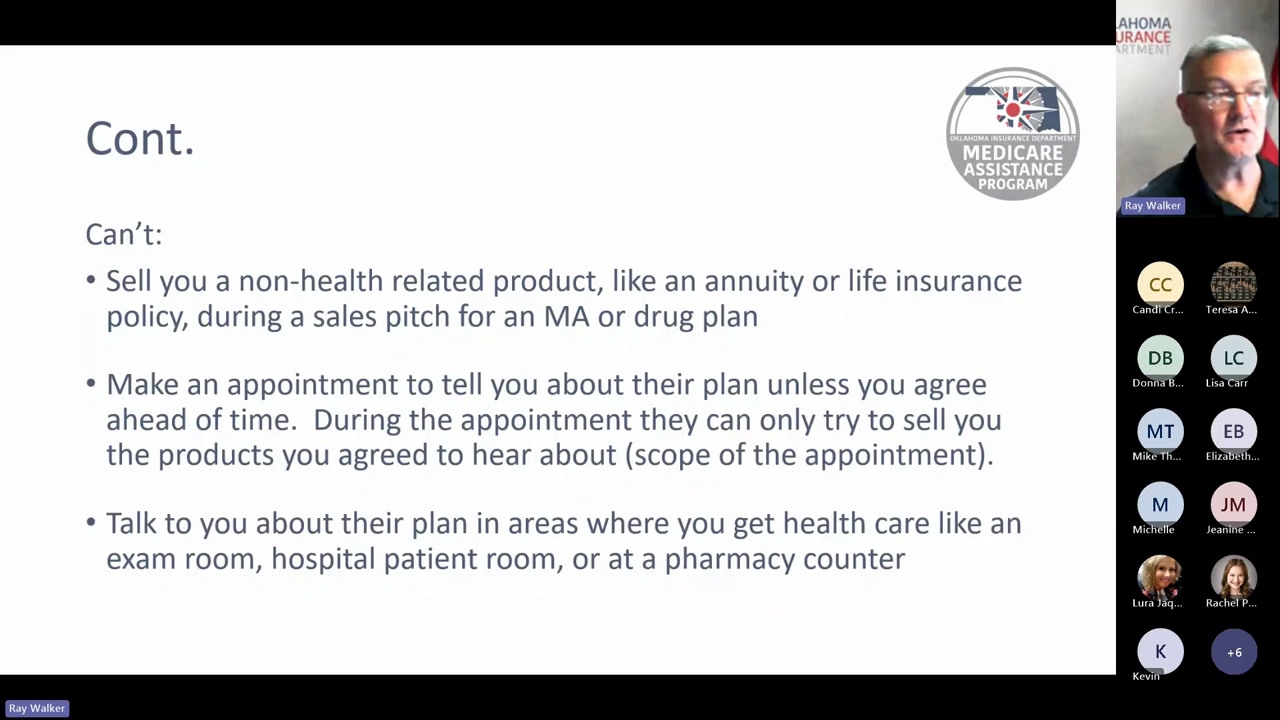 Cont.
OKLAHOMA INSURANCE DEPARTMENT
MEDICARE
ASSISTANCE
PROGRAM
Can't:
• Sell you a non-health related product, like an annuity or life insurance
policy, during a sales pitch for an MA or drug plan
• Make an appointment to tell you about their plan unless you agree
ahead of time.  During the appointment they can only try to sell you
the products you agreed to hear about (scope of the appointment).
• Talk to you about their plan in areas where you get health care like an
exam room, hospital patient room, or at a pharmacy counter
Ray Walker
AHOMA
URANCE
ARTMENT
Ray Walker
CC
Candi Cr...
Teresa A...
DB
LC
Donna B...
Lisa Carr
MT
EB
Mike Th...
Elizabeth...
M
JM
Michelle
Jeanine ...
Lura Jaq...
Rachel P...
K
+6
Kevin